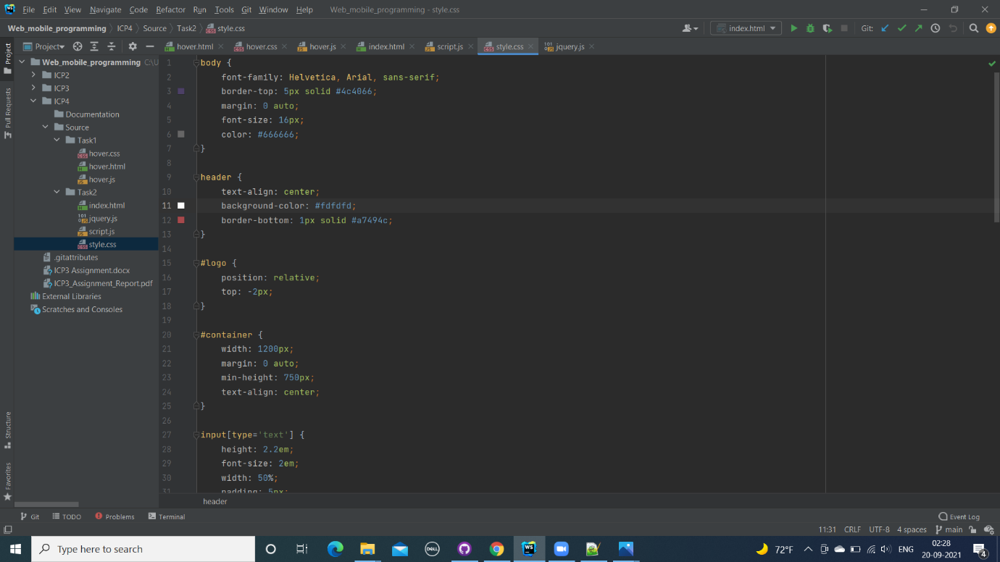 WS File Edit View Navigate Code Refactor Run Tools Git Window Help Web_mobile_programming - style.css
Web_mobile_programming ICP4 Source Task2 style.css index.html Git:
Project hover.html hover.css hover.js index.html script.js style.css jquery.js
Project
Pull Requests
Structure
Favorites
Web_mobile_programming C:\U
ICP2
ICP3
ICP4
Documentation
Source
Task1
hover.css
hover.html
hover.js
Task2
index.html
jquery.js
script.js
style.css
.gitattributes
ICP3 Assignment.docx
ICP3_Assignment_Report.pdf
External Libraries
Scratches and Consoles
1 body {
2 font-family: Helvetica, Arial, sans-serif;
3 border-top: 5px solid #4c4066;
4 margin: 0 auto;
5 font-size: 16px;
6 color: #666666;
7 }
8
9 header {
10 text-align: center;
11 background-color: #fdfdfd;
12 border-bottom: 1px solid #a7494c;
13 }
14
15 #logo {
16 position: relative;
17 top: -2px;
18 }
19
20 #container {
21 width: 1200px;
22 margin: 0 auto;
23 min-height: 750px;
24 text-align: center;
25 }
26
27 input[type='text'] {
28 height: 2.2em;
29 font-size: 2em;
30 width: 50%;
31 padding: 5px;
header
Git TODO Problems Terminal Event Log
11:31 CRLF UTF-8 4 spaces main
Type here to search DELL WS 72°F ENG 02:28
20-09-2021 4